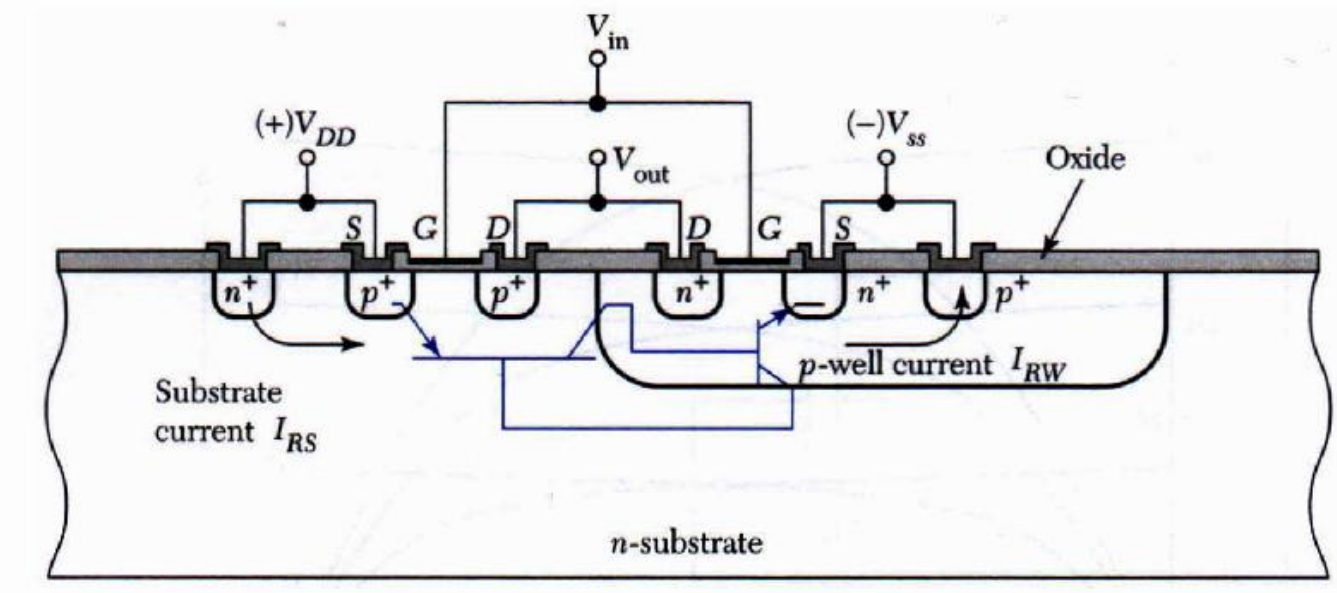 V_in
(+)V_DD
(−)V_ss
V_out
Oxide
S
G
D
D
G
S
n⁺
p⁺
p⁺
n⁺
n⁺
p⁺
p-well current I_RW
Substrate
current I_RS
n-substrate